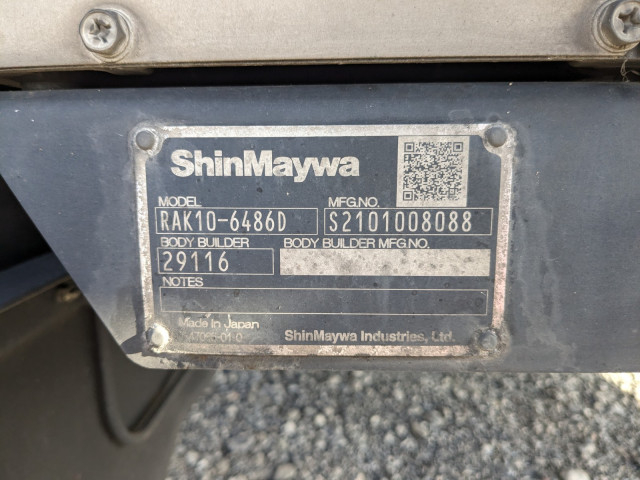 ShinMaywa
MODEL MFG.NO.
RAK10-6486D S2101008088
BODY BUILDER BODY BUILDER MFG.NO.
29116
NOTES
Made in Japan
ShinMaywa Industries, Ltd.